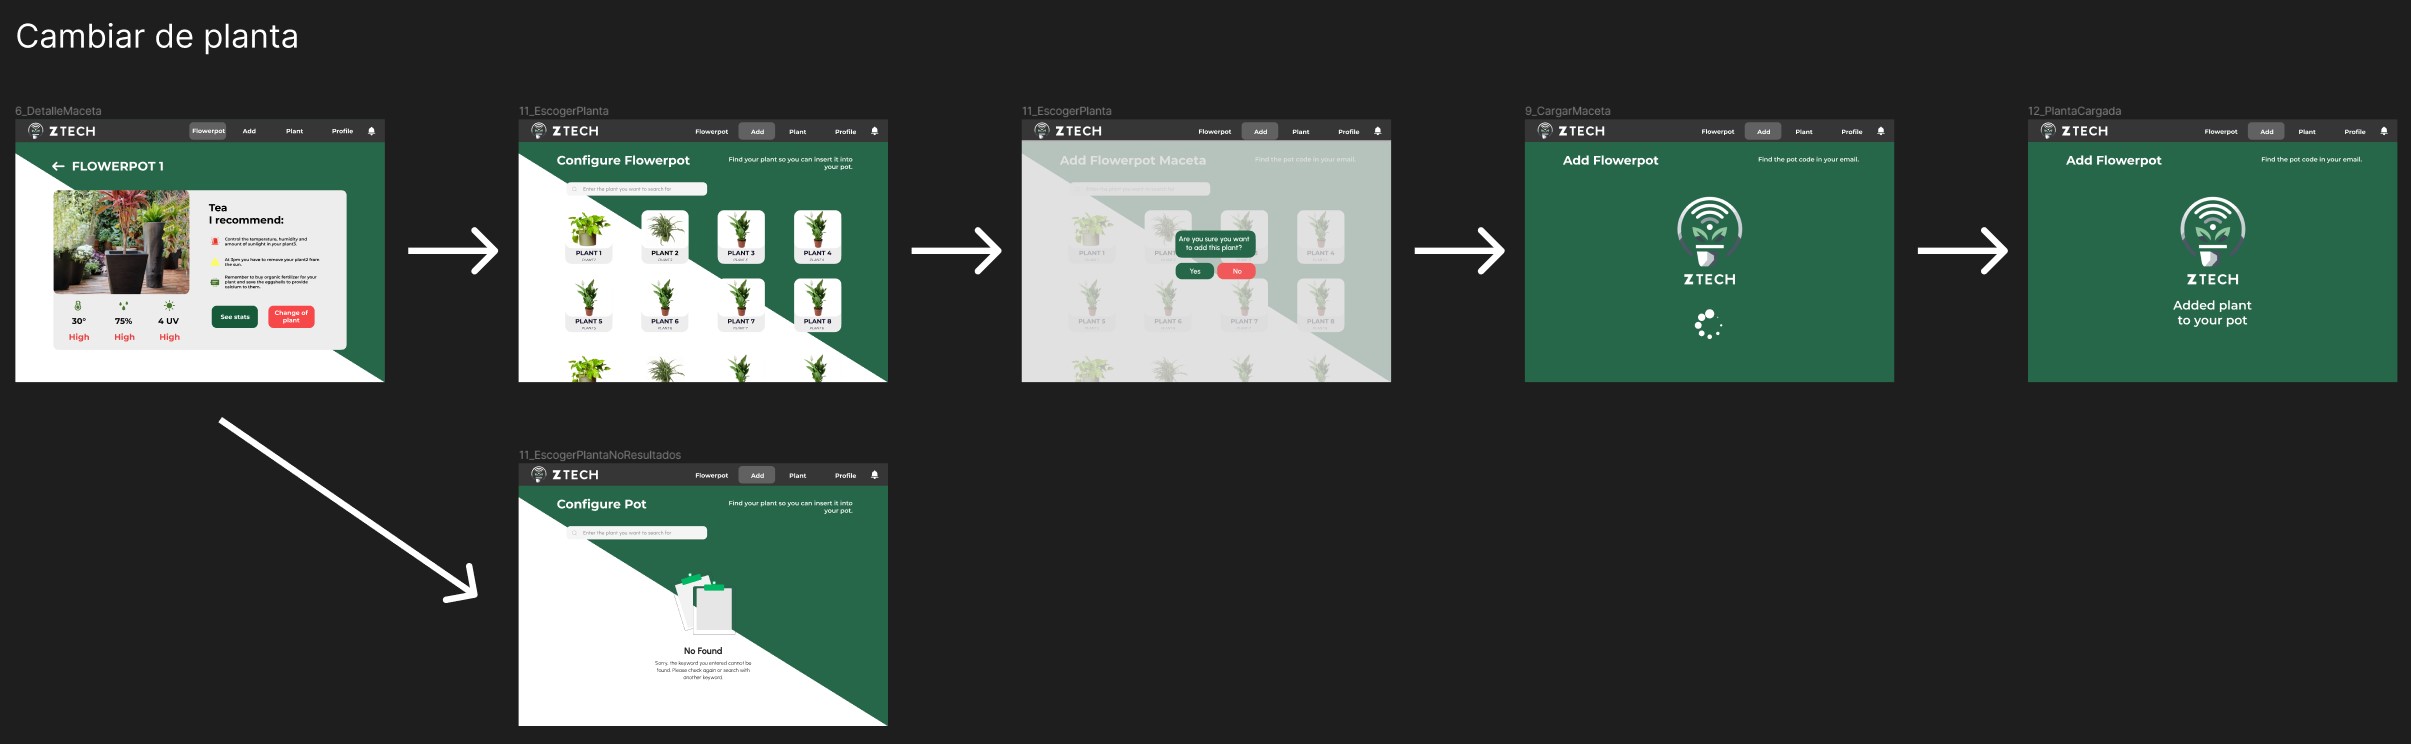 Cambiar de planta
6_DetalleMaceta
ZTECH
Flowerpot Add Plant Profile
← FLOWERPOT 1
Tea
I recommend:
Control the temperature, humidity and
amount of sunlight in your plant3.
At 3pm you have to remove your plant2 from
the sun.
Remember to buy organic fertilizer for your
plant and save the eggshells to provide
calcium to them.
30° 75% 4 UV
High High High
See stats
Change of
plant
11_EscogerPlanta
ZTECH
Flowerpot Add Plant Profile
Configure Flowerpot
Find your plant so you can insert it into
your pot.
Enter the plant you want to search for
PLANT 1 PLANT 2 PLANT 3 PLANT 4
PLANT 5 PLANT 6 PLANT 7 PLANT 8
11_EscogerPlanta
ZTECH
Flowerpot Add Plant Profile
Add Flowerpot Maceta
Find the pot code in your email.
Enter the plant you want to search for
PLANT 1 PLANT 4
Are you sure you want
to add this plant?
Yes No
PLANT 5 PLANT 6 PLANT 7 PLANT 8
9_CargarMaceta
ZTECH
Flowerpot Add Plant Profile
Add Flowerpot
Find the pot code in your email.
ZTECH
12_PlantaCargada
ZTECH
Flowerpot Add Plant Profile
Add Flowerpot
Find the pot code in your email.
ZTECH
Added plant
to your pot
11_EscogerPlantaNoResultados
ZTECH
Flowerpot Add Plant Profile
Configure Pot
Find your plant so you can insert it into
your pot.
Enter the plant you want to search for
No Found
Sorry, the keyword you entered cannot be
found. Please check again or search with
another keyword.